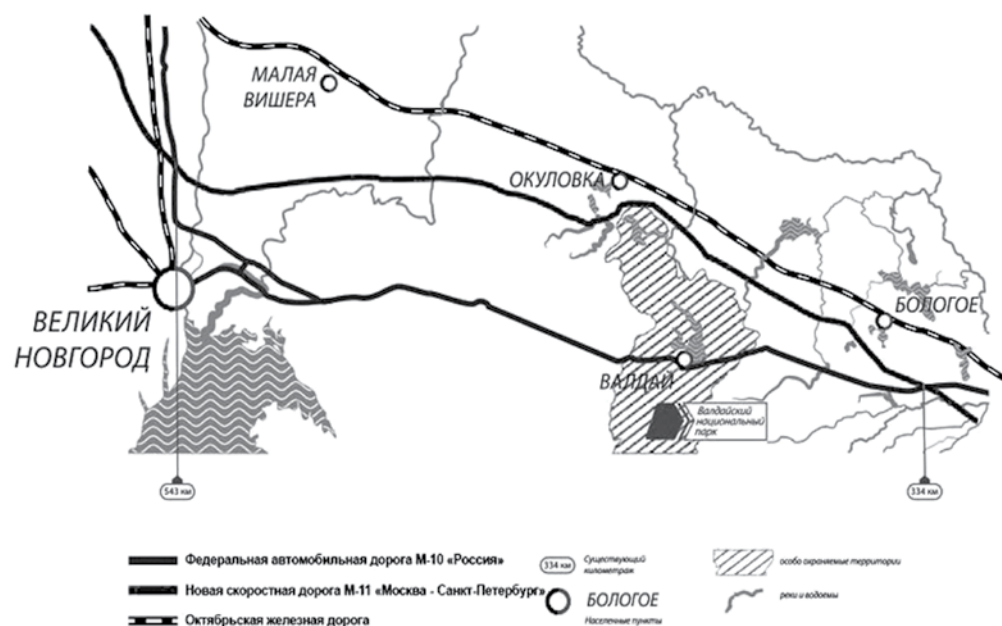 МАЛАЯ
ВИШЕРА
ОКУЛОВКА
БОЛОГОЕ
ВЕЛИКИЙ
НОВГОРОД
ВАЛДАЙ
Валдайский
национальный
парк
543 км
334 км
Федеральная автомобильная дорога М-10 «Россия»
Новая скоростная дорога М-11 «Москва - Санкт-Петербург»
Октябрьская железная дорога
334 км
Существующий
километраж
БОЛОГОЕ
Населенные пункты
особо охраняемые территории
реки и водоемы